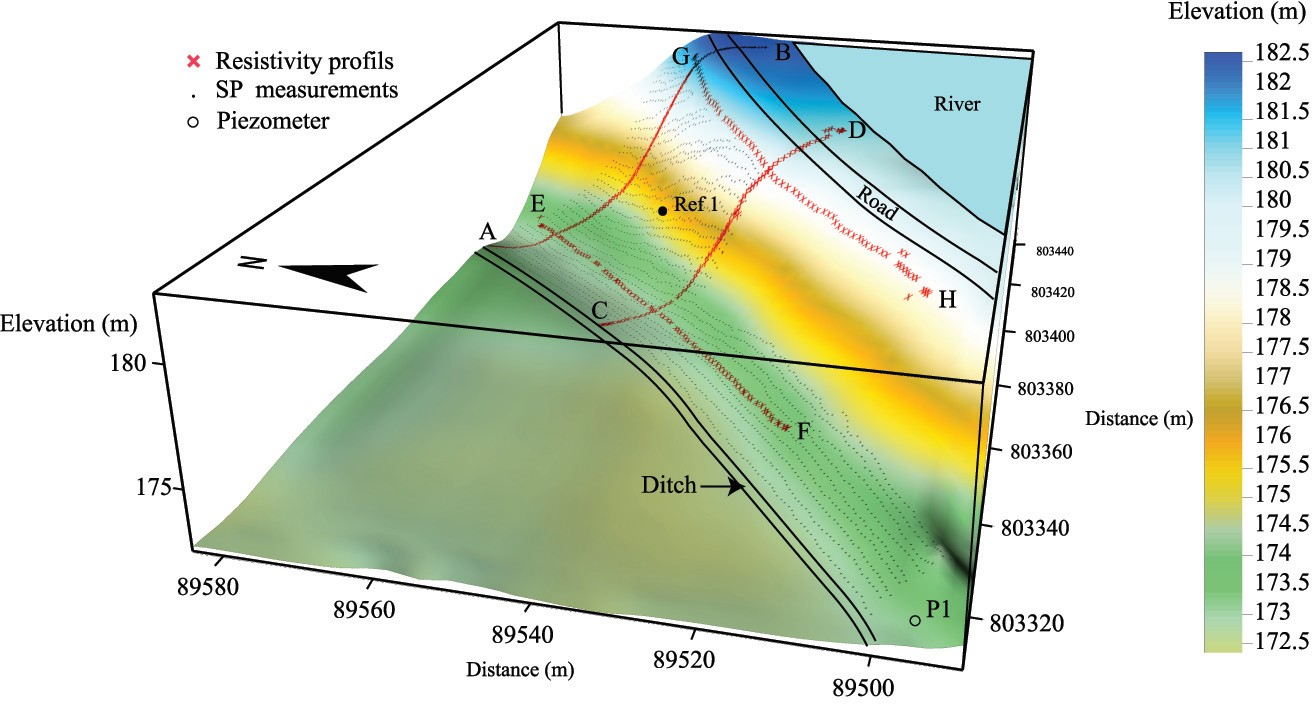 Elevation (m)
× Resistivity profils
. SP measurements
○ Piezometer
G
B
River
D
E
Ref 1
Road
A
N
C
H
F
Ditch
P1
Elevation (m)
180
175
89580
89560
89540
89520
89500
Distance (m)
803440
803420
803400
803380
803360
803340
803320
Distance (m)
182.5
182
181.5
181
180.5
180
179.5
179
178.5
178
177.5
177
176.5
176
175.5
175
174.5
174
173.5
173
172.5